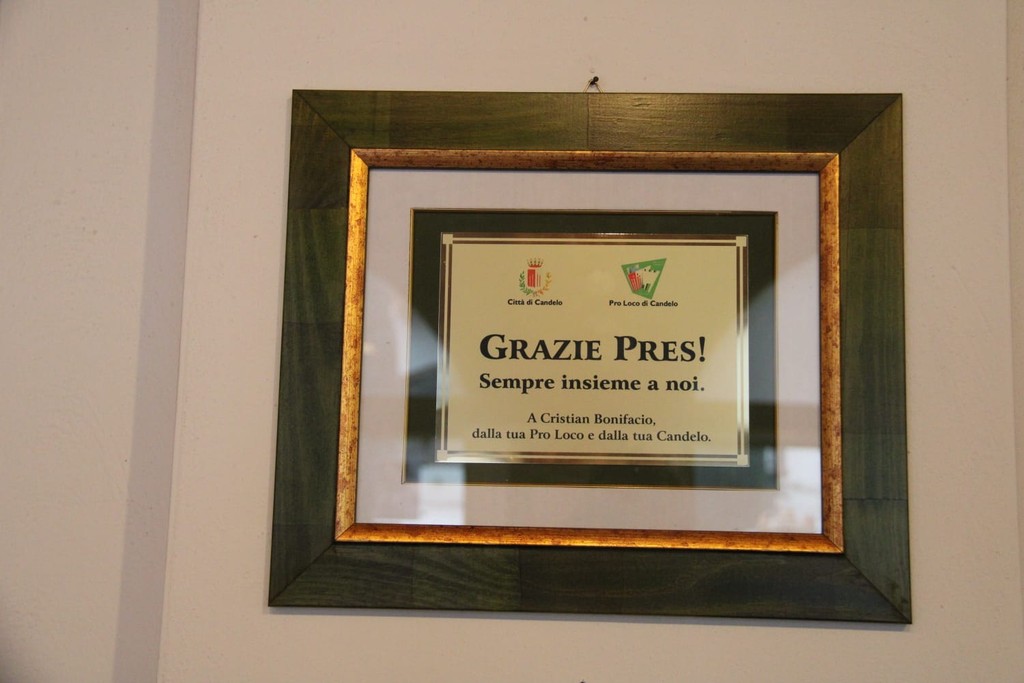 Città di Candelo
Pro Loco di Candelo
GRAZIE PRES!
Sempre insieme a noi.
A Cristian Bonifacio,
dalla tua Pro Loco e dalla tua Candelo.